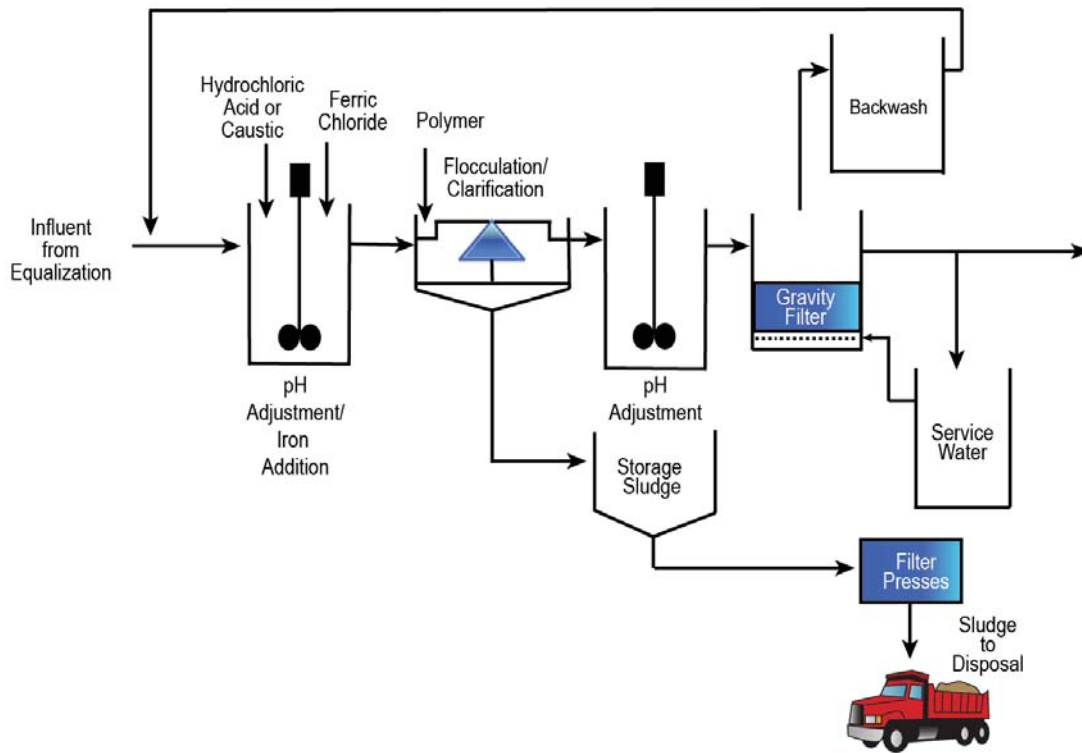 Hydrochloric
Acid or
Caustic
Ferric
Chloride
Polymer
Flocculation/
Clarification
Backwash
Influent
from
Equalization
Gravity
Filter
pH
Adjustment/
Iron
Addition
pH
Adjustment
Service
Water
Storage
Sludge
Filter
Presses
Sludge
to
Disposal